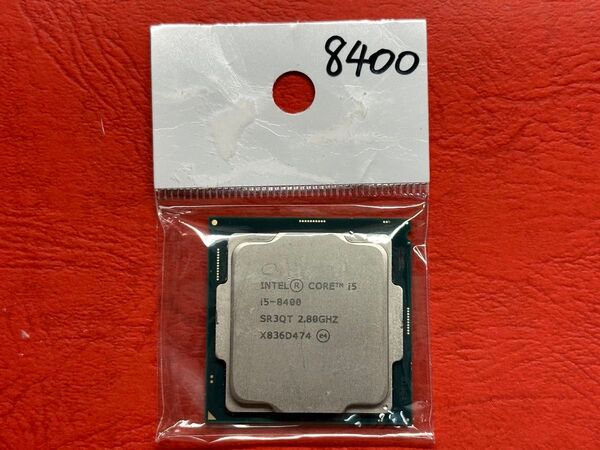 8400
INTEL® CORE™ i5
i5-8400
SR3QT 2.80GHZ
X836D474 e4